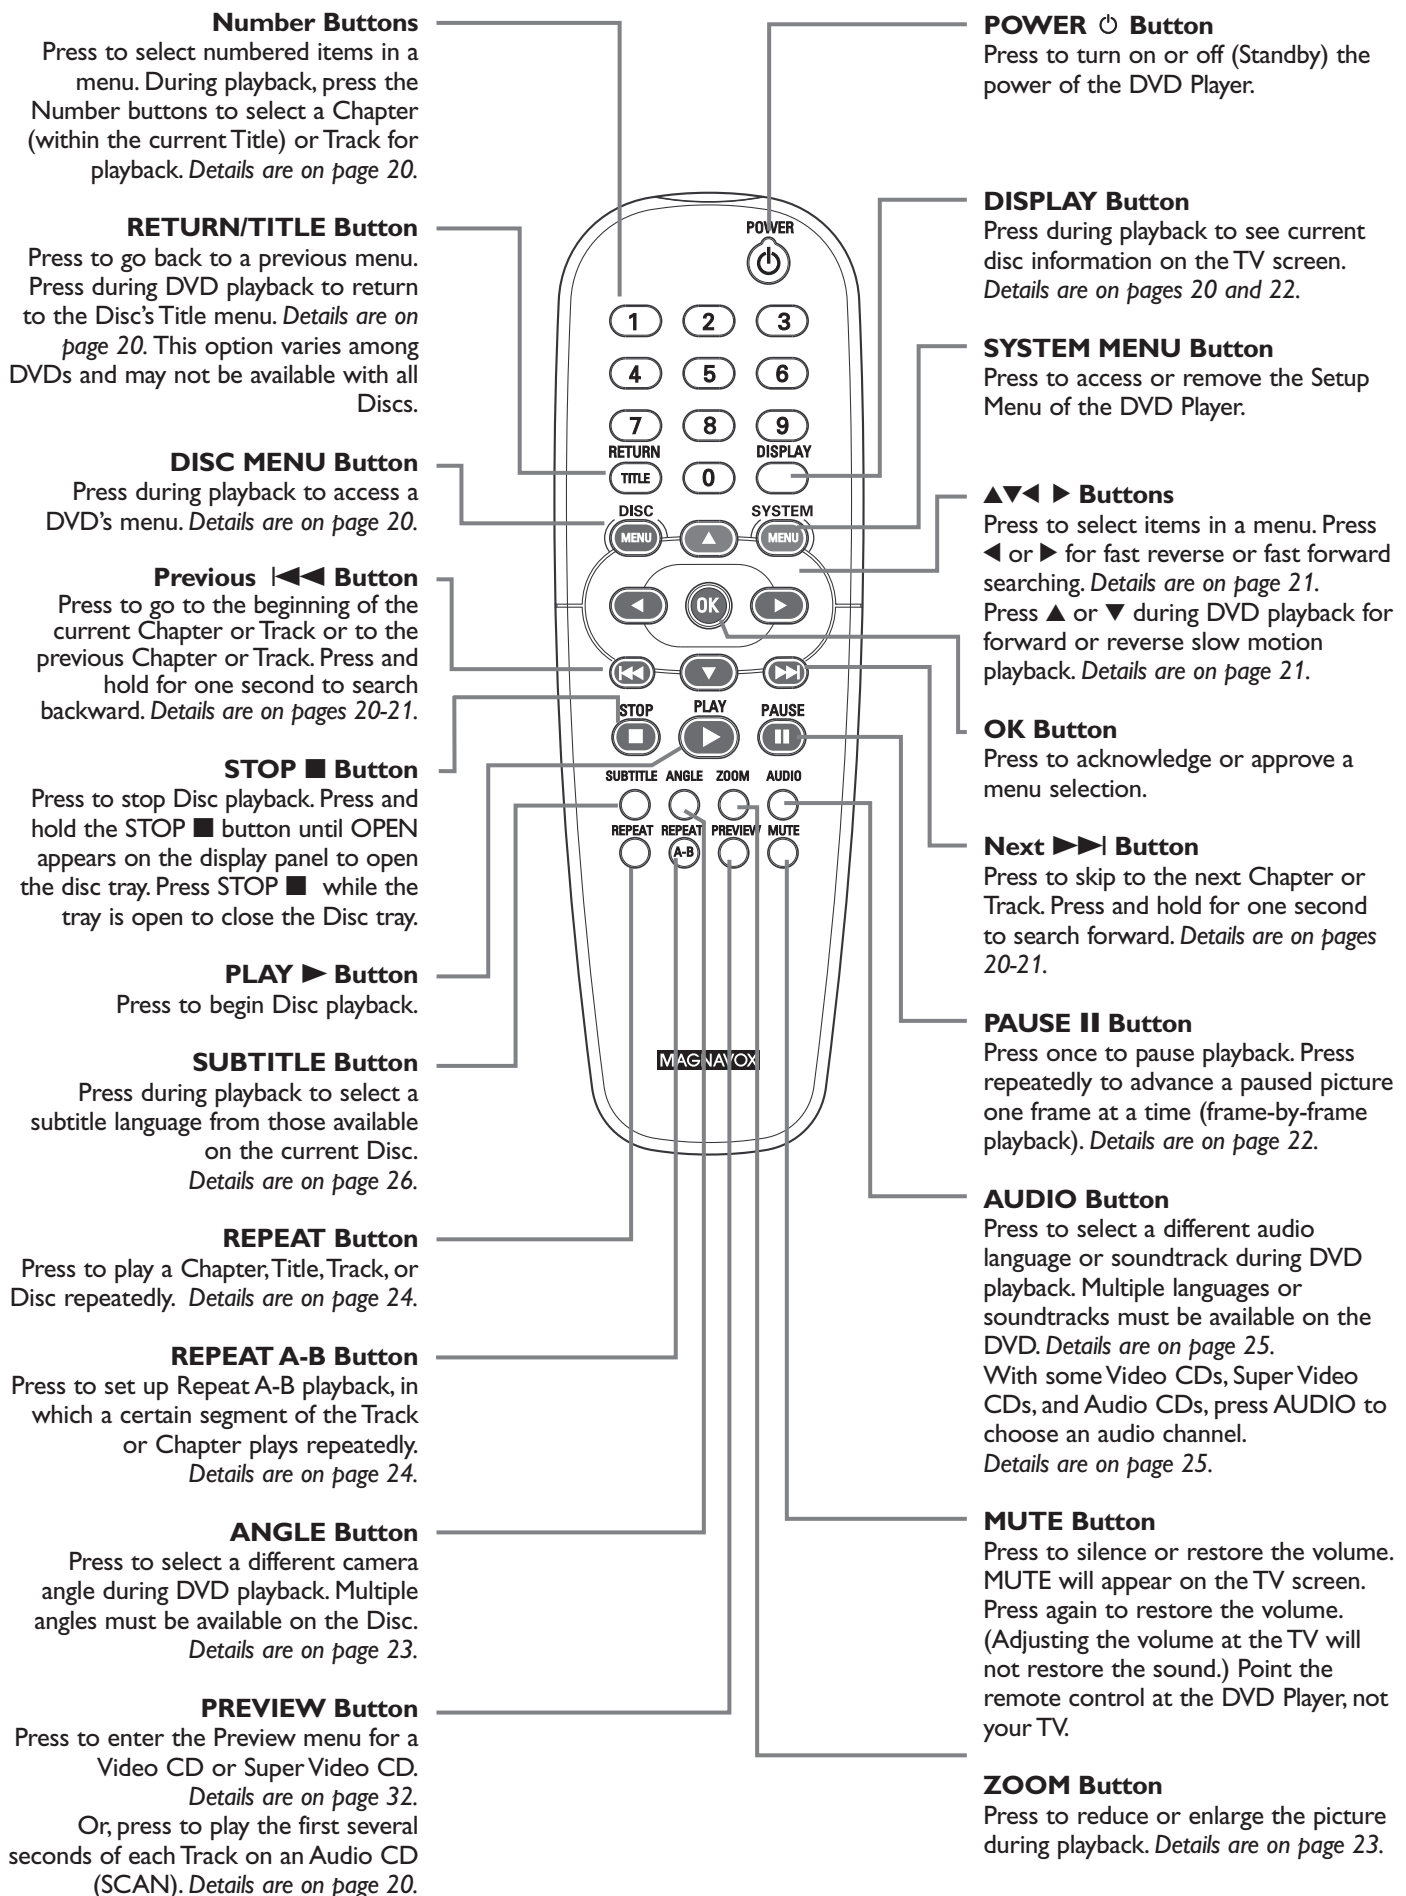 Number Buttons
Press to select numbered items in a
menu. During playback, press the
Number buttons to select a Chapter
(within the current Title) or Track for
playback. Details are on page 20.
RETURN/TITLE Button
Press to go back to a previous menu.
Press during DVD playback to return
to the Disc's Title menu. Details are on
page 20. This option varies among
DVDs and may not be available with all
Discs.
DISC MENU Button
Press during playback to access a
DVD's menu. Details are on page 20.
Previous |◀◀ Button
Press to go to the beginning of the
current Chapter or Track or to the
previous Chapter or Track. Press and
hold for one second to search
backward. Details are on pages 20-21.
STOP ■ Button
Press to stop Disc playback. Press and
hold the STOP ■ button until OPEN
appears on the display panel to open
the disc tray. Press STOP ■ while the
tray is open to close the Disc tray.
PLAY ▶ Button
Press to begin Disc playback.
SUBTITLE Button
Press during playback to select a
subtitle language from those available
on the current Disc.
Details are on page 26.
REPEAT Button
Press to play a Chapter, Title, Track, or
Disc repeatedly. Details are on page 24.
REPEAT A-B Button
Press to set up Repeat A-B playback, in
which a certain segment of the Track
or Chapter plays repeatedly.
Details are on page 24.
ANGLE Button
Press to select a different camera
angle during DVD playback. Multiple
angles must be available on the Disc.
Details are on page 23.
PREVIEW Button
Press to enter the Preview menu for a
Video CD or Super Video CD.
Details are on page 32.
Or, press to play the first several
seconds of each Track on an Audio CD
(SCAN). Details are on page 20.
POWER
1 2 3
4 5 6
7 8 9
RETURN DISPLAY
TITLE 0
DISC SYSTEM
MENU ▲ MENU
◀ OK ▶
|◀◀ ▼ ▶▶|
STOP PLAY PAUSE
SUBTITLE ANGLE ZOOM AUDIO
REPEAT REPEAT PREVIEW MUTE
A-B
MAGNAVOX
POWER ⏻ Button
Press to turn on or off (Standby) the
power of the DVD Player.
DISPLAY Button
Press during playback to see current
disc information on the TV screen.
Details are on pages 20 and 22.
SYSTEM MENU Button
Press to access or remove the Setup
Menu of the DVD Player.
▲▼◀ ▶ Buttons
Press to select items in a menu. Press
◀ or ▶ for fast reverse or fast forward
searching. Details are on page 21.
Press ▲ or ▼ during DVD playback for
forward or reverse slow motion
playback. Details are on page 21.
OK Button
Press to acknowledge or approve a
menu selection.
Next ▶▶| Button
Press to skip to the next Chapter or
Track. Press and hold for one second
to search forward. Details are on pages
20-21.
PAUSE II Button
Press once to pause playback. Press
repeatedly to advance a paused picture
one frame at a time (frame-by-frame
playback). Details are on page 22.
AUDIO Button
Press to select a different audio
language or soundtrack during DVD
playback. Multiple languages or
soundtracks must be available on the
DVD. Details are on page 25.
With some Video CDs, Super Video
CDs, and Audio CDs, press AUDIO to
choose an audio channel.
Details are on page 25.
MUTE Button
Press to silence or restore the volume.
MUTE will appear on the TV screen.
Press again to restore the volume.
(Adjusting the volume at the TV will
not restore the sound.) Point the
remote control at the DVD Player, not
your TV.
ZOOM Button
Press to reduce or enlarge the picture
during playback. Details are on page 23.